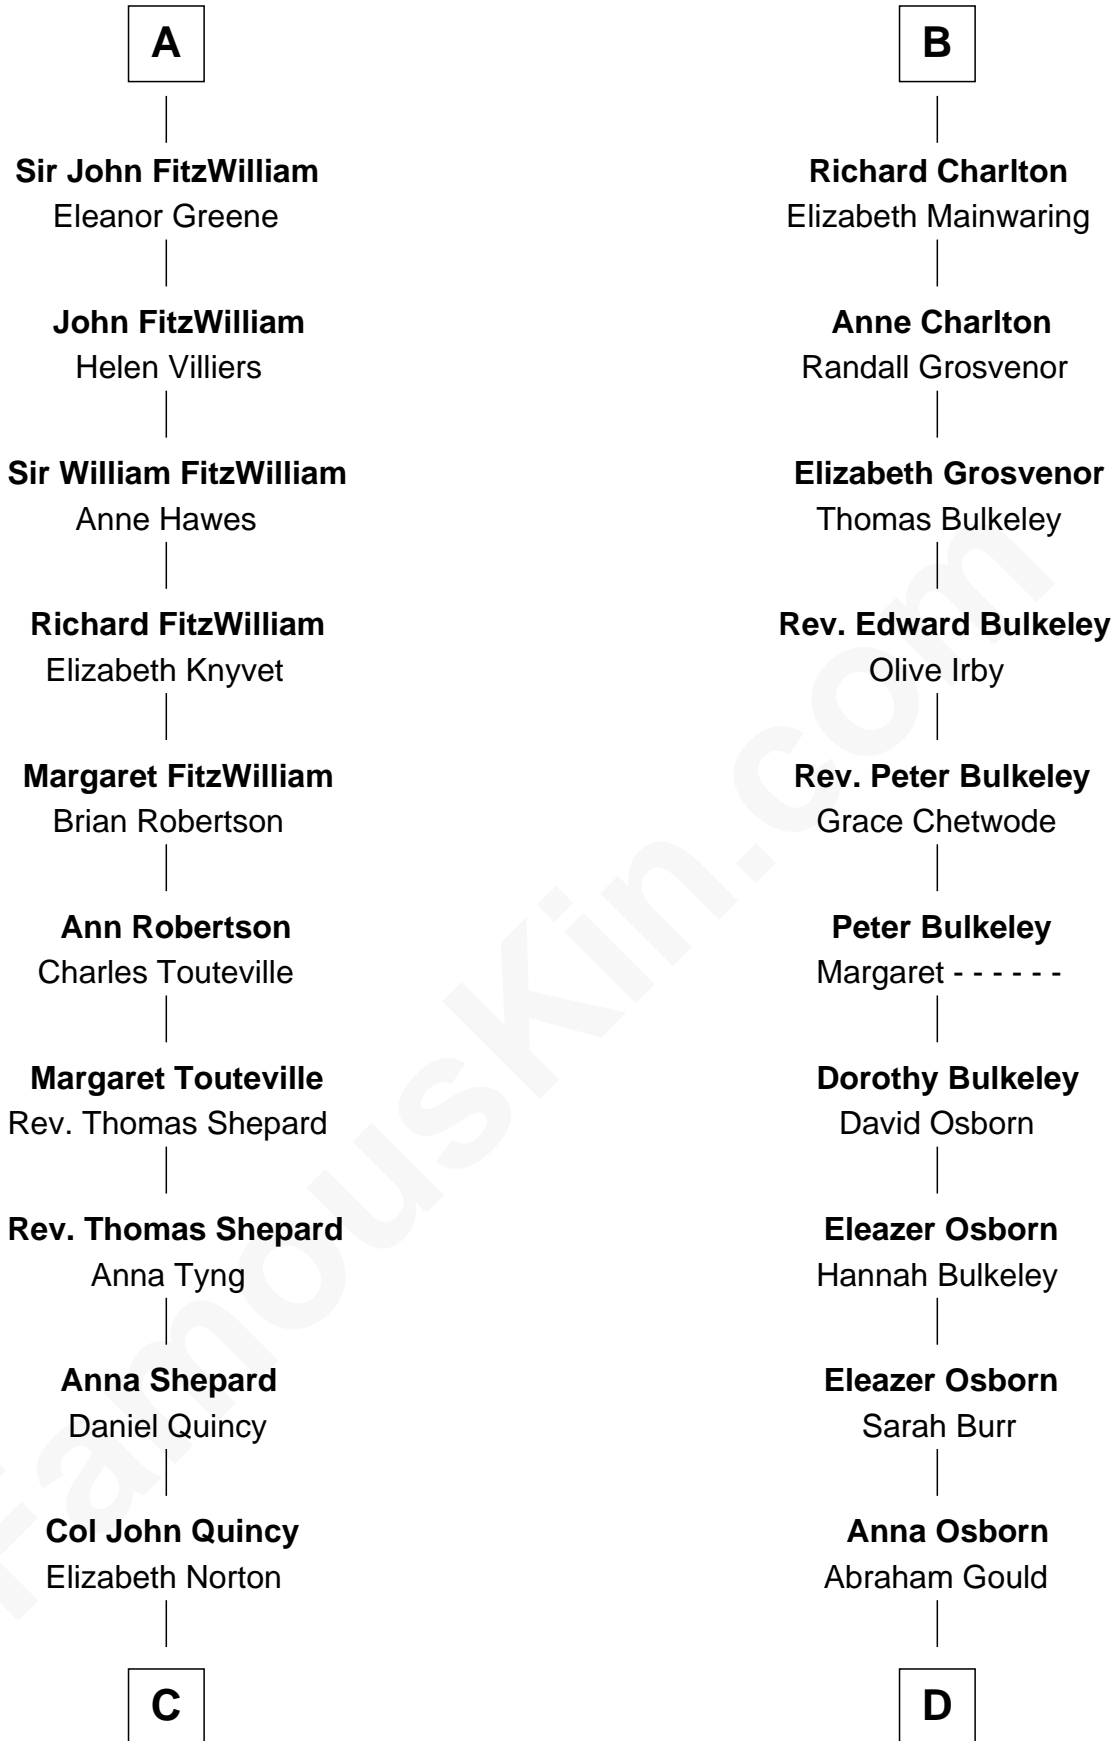 A
Sir John FitzWilliam
Eleanor Greene
John FitzWilliam
Helen Villiers
Sir William FitzWilliam
Anne Hawes
Richard FitzWilliam
Elizabeth Knyvet
Margaret FitzWilliam
Brian Robertson
Ann Robertson
Charles Touteville
Margaret Touteville
Rev. Thomas Shepard
Rev. Thomas Shepard
Anna Tyng
Anna Shepard
Daniel Quincy
Col John Quincy
Elizabeth Norton
C
B
Richard Charlton
Elizabeth Mainwaring
Anne Charlton
Randall Grosvenor
Elizabeth Grosvenor
Thomas Bulkeley
Rev. Edward Bulkeley
Olive Irby
Rev. Peter Bulkeley
Grace Chetwode
Peter Bulkeley
Margaret - - - - - -
Dorothy Bulkeley
David Osborn
Eleazer Osborn
Hannah Bulkeley
Eleazer Osborn
Sarah Burr
Anna Osborn
Abraham Gould
D
FamousKin.com